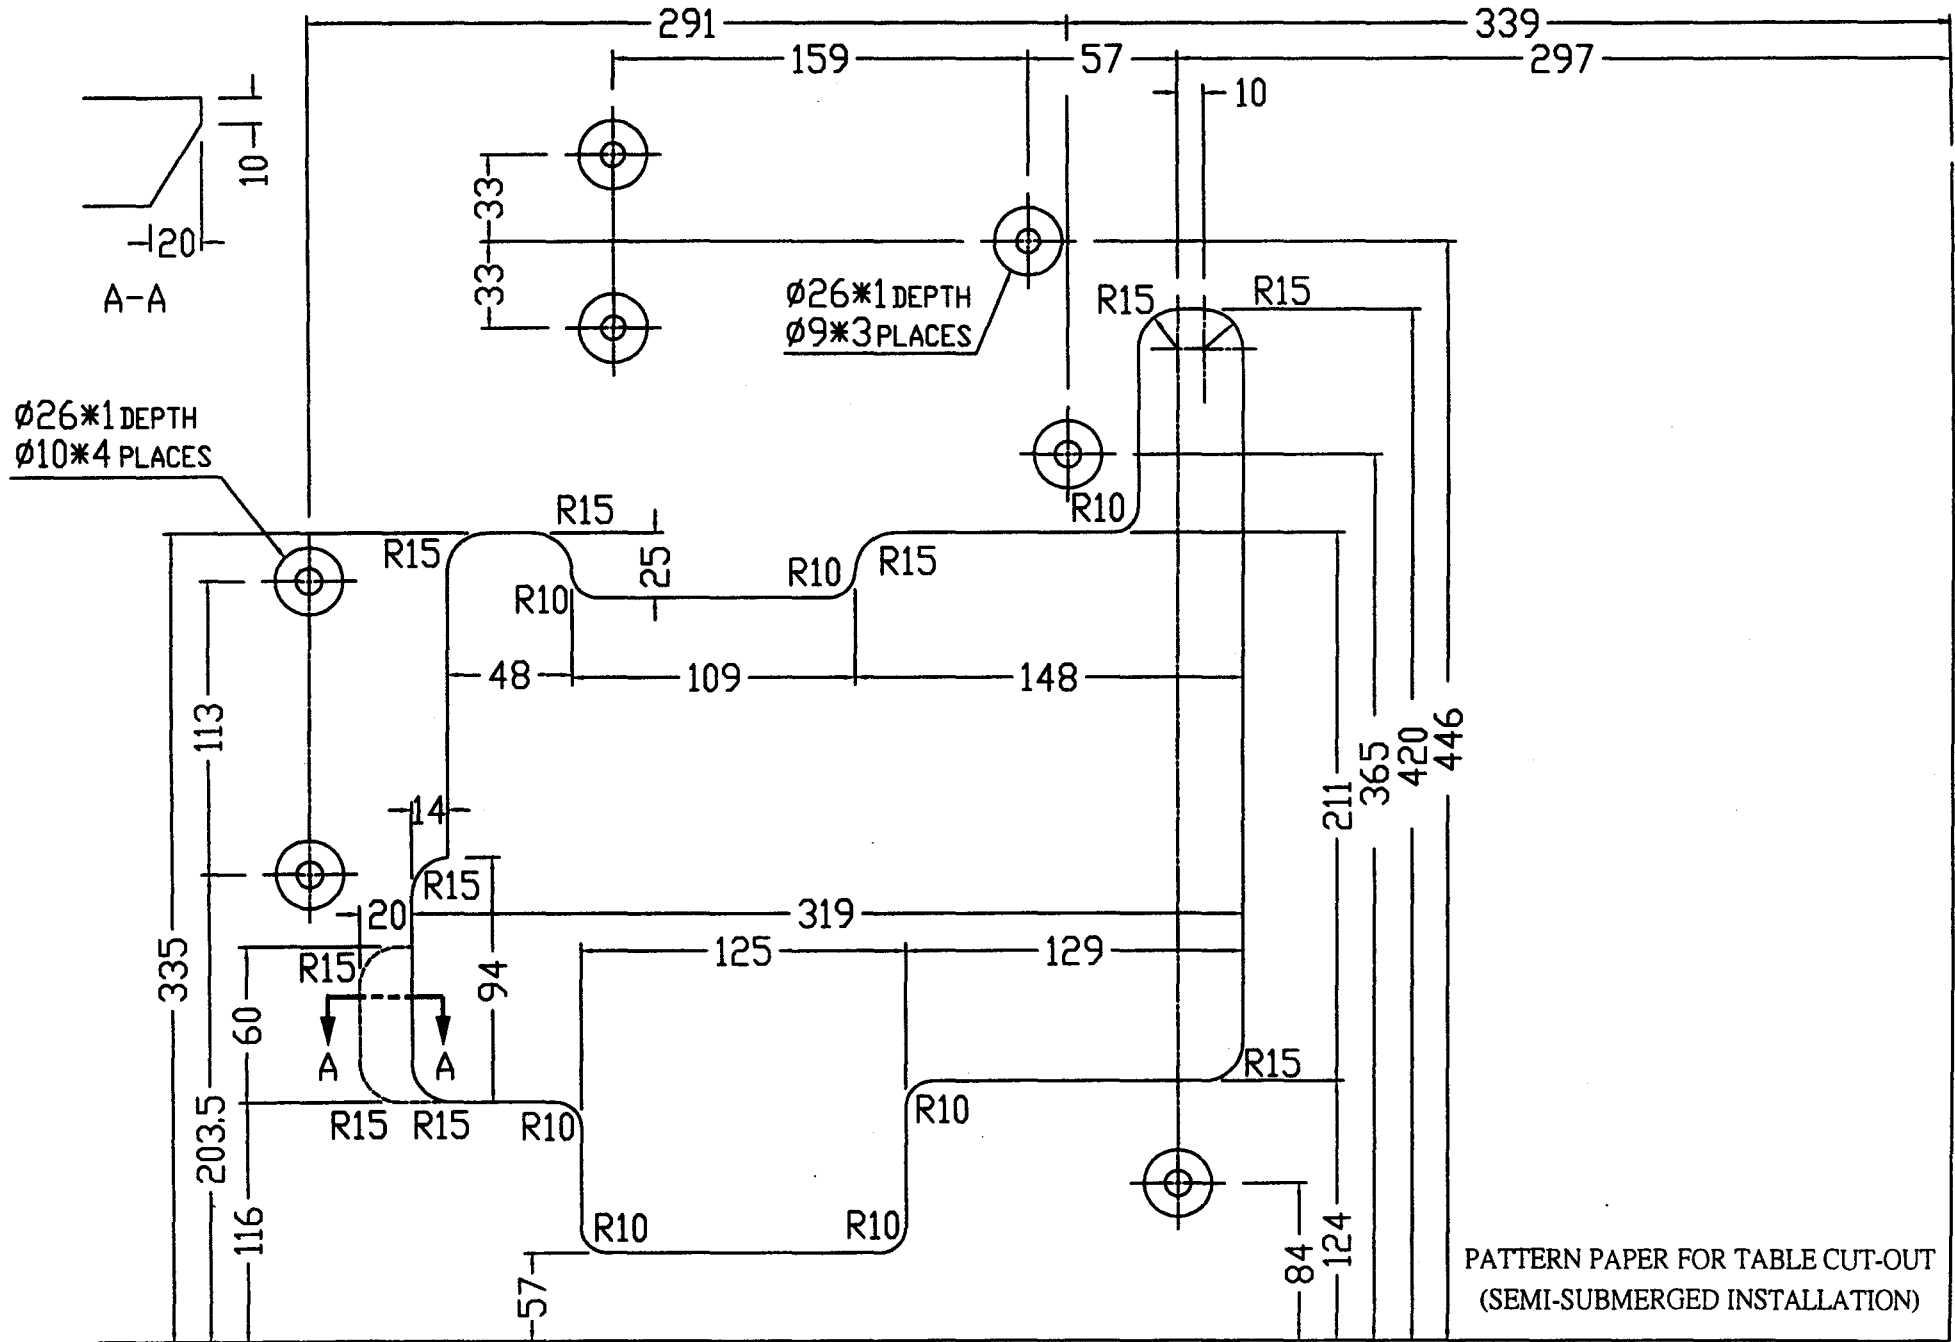 291
339
159
57
297
10
10
20
A-A
33
33
Ø26*1 DEPTH
Ø9*3 PLACES
R15
R15
Ø26*1 DEPTH
Ø10*4 PLACES
R15
R10
R15
25
R10
R15
R10
48
109
148
113
446
420
365
211
14
R15
20
319
125
129
335
R15
94
60
A
A
R15
R15
R15
R10
R10
203.5
116
R10
R10
57
84
124
PATTERN PAPER FOR TABLE CUT-OUT
(SEMI-SUBMERGED INSTALLATION)